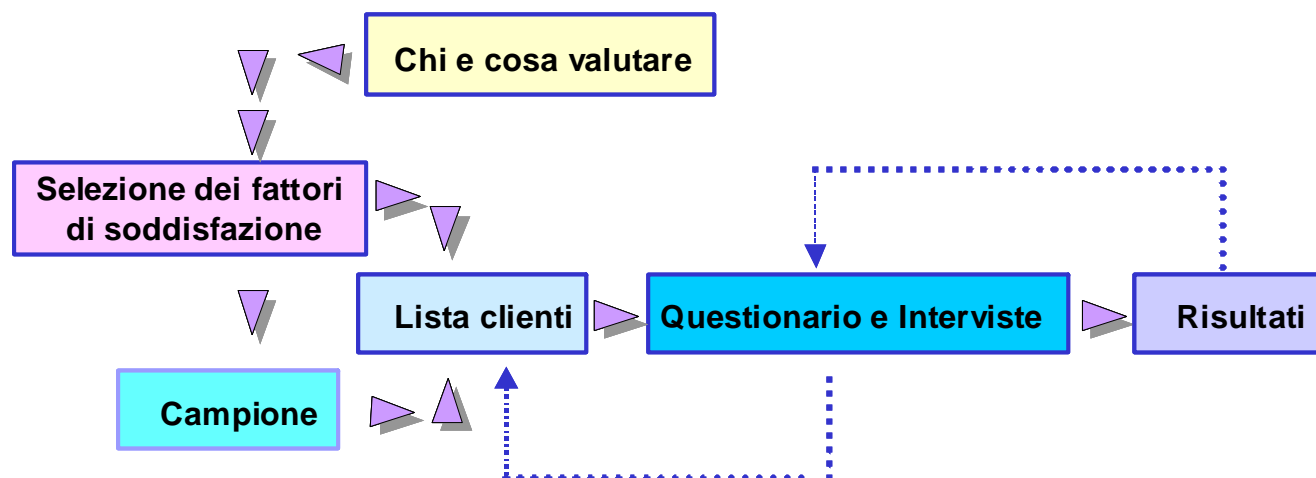 Chi e cosa valutare
Selezione dei fattori
di soddisfazione
Lista clienti
Questionario e Interviste
Risultati
Campione